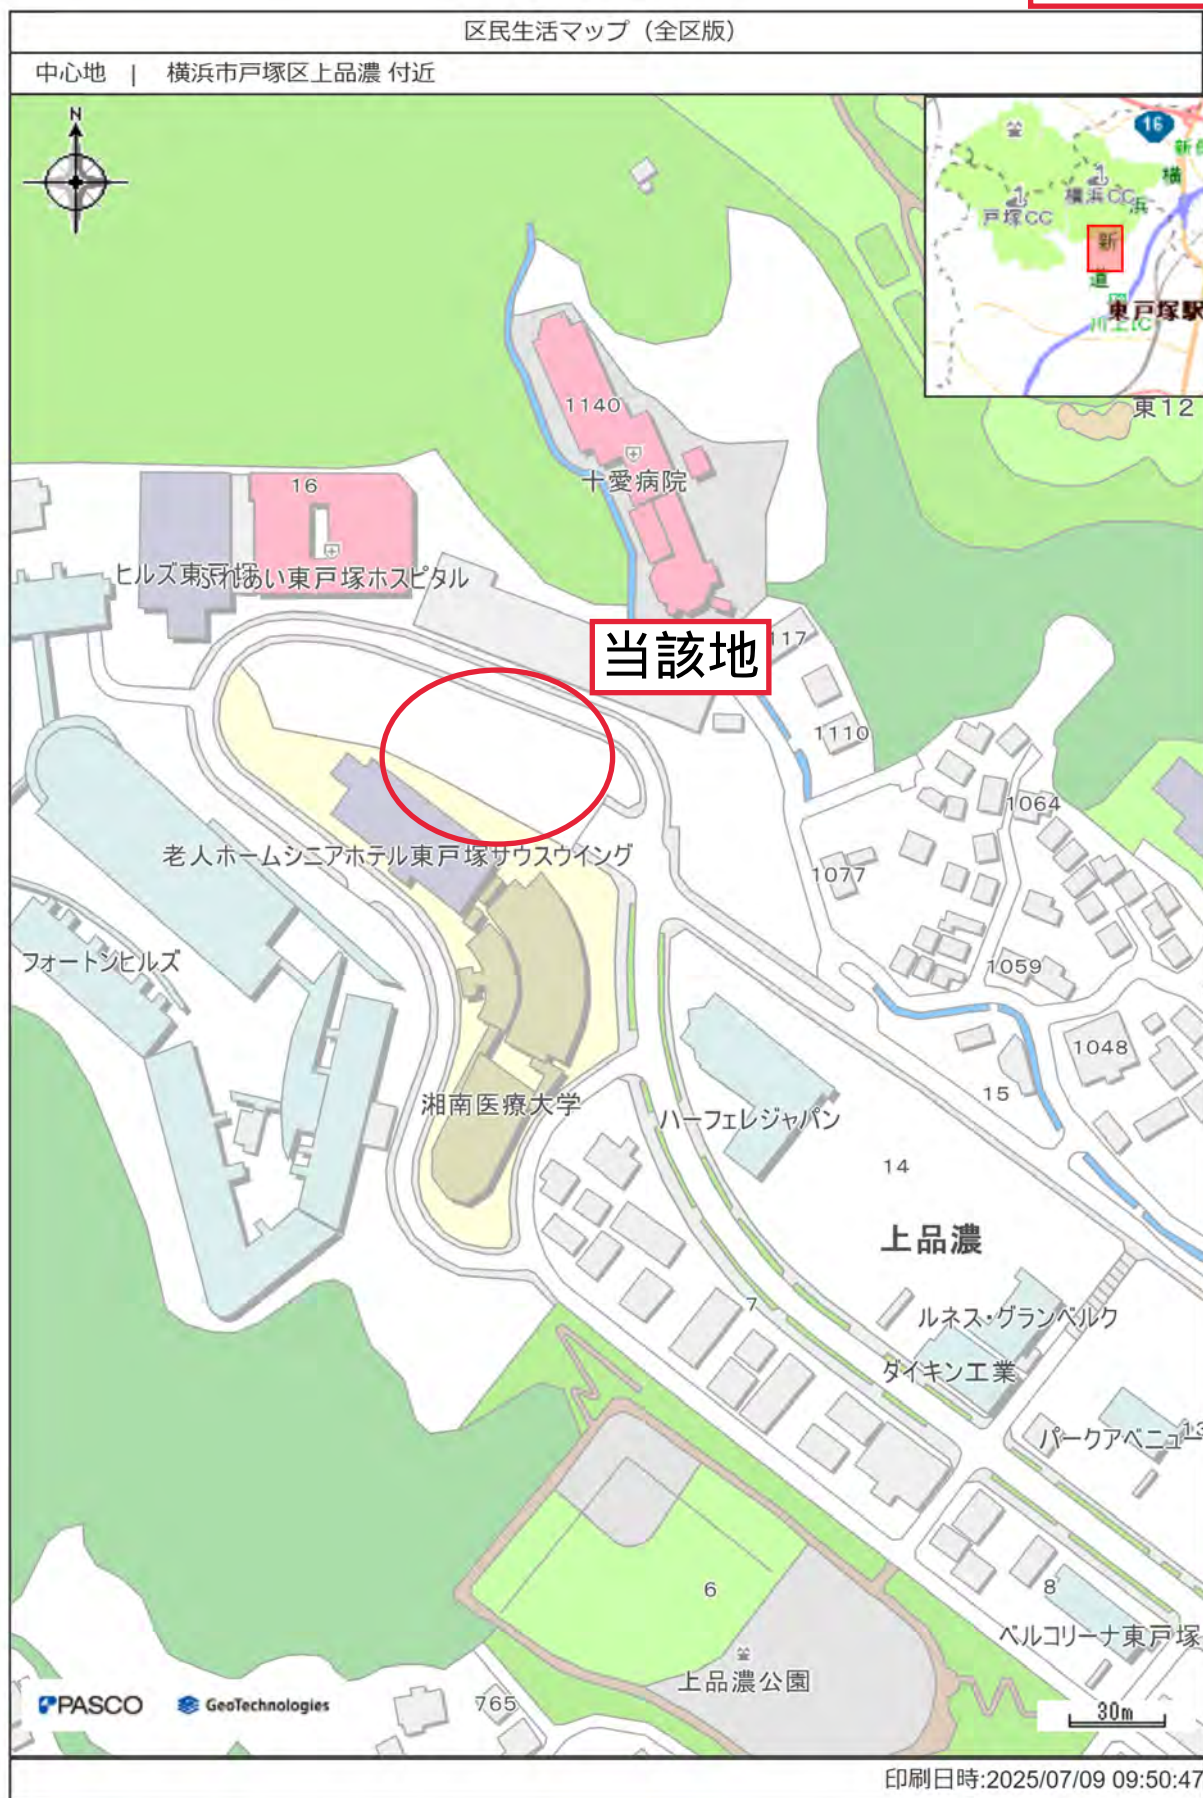 区民生活マップ（全区版）
中心地 | 横浜市戸塚区上品濃 付近
N
16
横
浜
新
道
戸塚CC
横浜CC
川上IC
東戸塚駅
東12
1140
十愛病院
16
ヒルズ東戸塚
ふれあい東戸塚ホスピタル
当該地
117
1110
1064
老人ホームシニアホテル東戸塚サウスウイング
1077
フォートンヒルズ
1059
1048
15
湘南医療大学
ハーフェレジャパン
14
上品濃
7
ルネス・グランベルク
ダイキン工業
パークアベニュー
13
6
8
ベルコリーナ東戸塚
上品濃公園
765
PASCO
GeoTechnologies
30m
印刷日時:2025/07/09 09:50:47